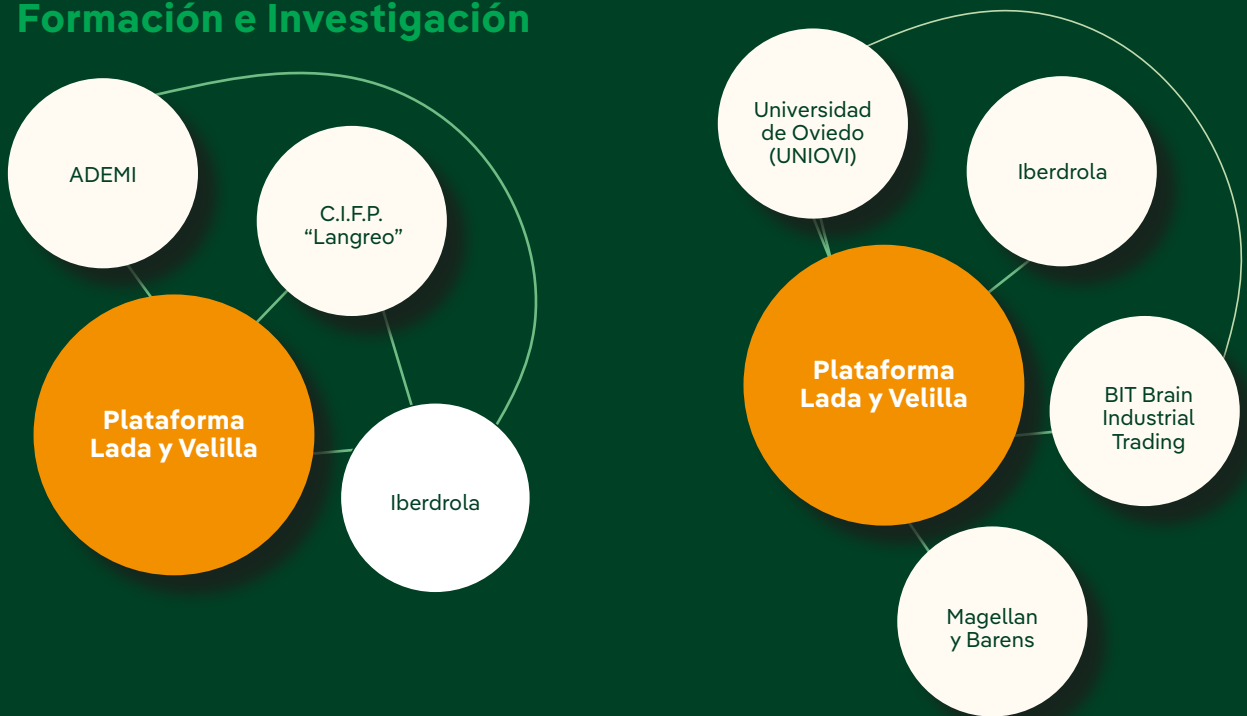 Formación e Investigación
ADEMI
C.I.F.P.
“Langreo”
Plataforma
Lada y Velilla
Iberdrola
Universidad
de Oviedo
(UNIOVI)
Iberdrola
Plataforma
Lada y Velilla
BIT Brain
Industrial
Trading
Magellan
y Barens